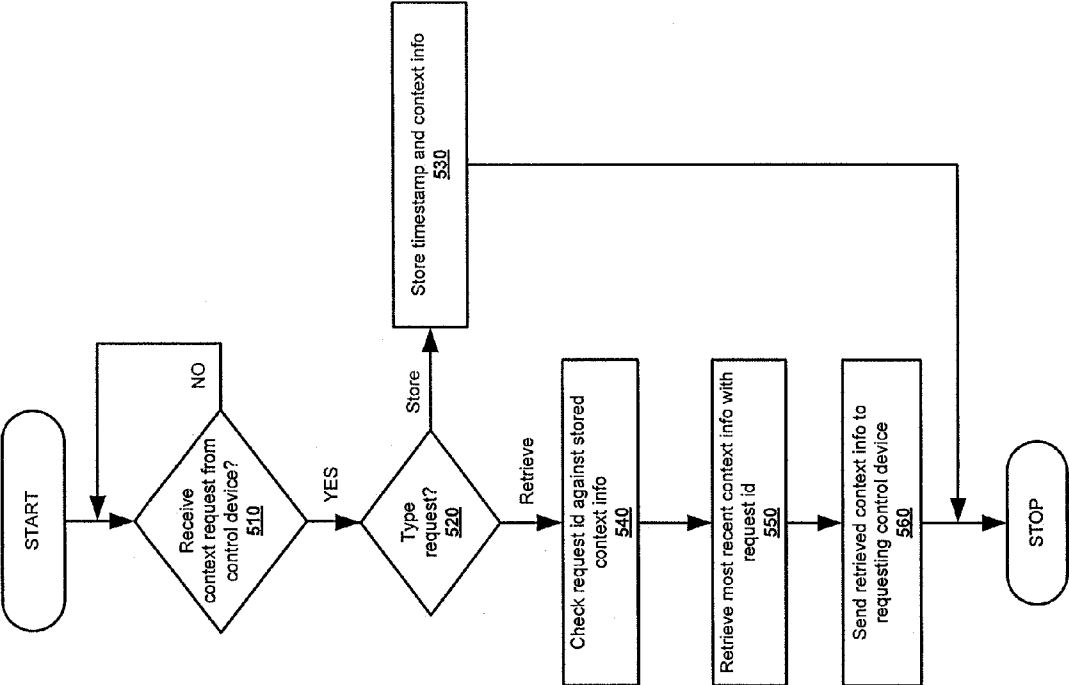 START
Receive
context request from
control device?
510
NO
YES
Type
request?
520
Store
Store timestamp and context info
530
Retrieve
Check request id against stored
context info
540
Retrieve most recent context info with
request id
550
Send retrieved context info to
requesting control device
560
STOP